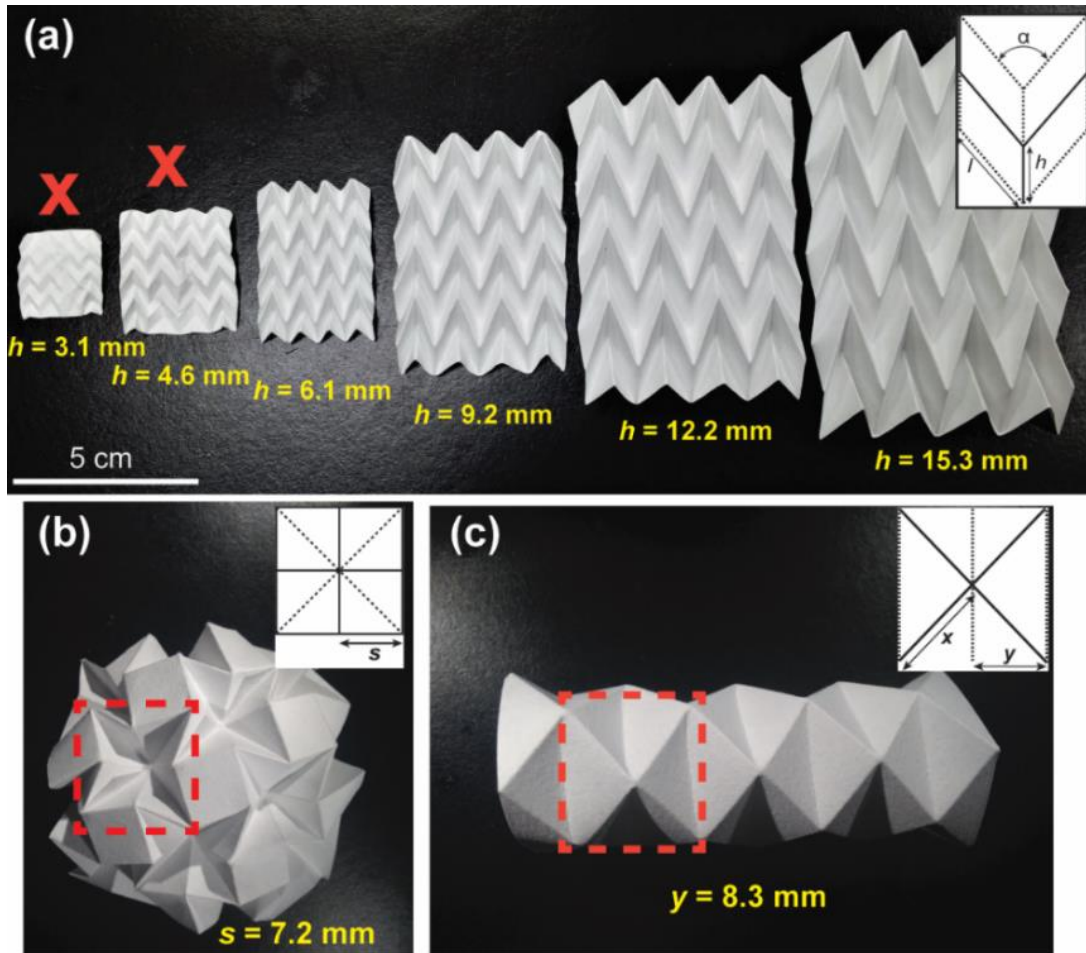 (a)
α
l
h
X
X
h = 3.1 mm
h = 4.6 mm
h = 6.1 mm
h = 9.2 mm
h = 12.2 mm
h = 15.3 mm
5 cm
(b)
s
s = 7.2 mm
(c)
x
y
y = 8.3 mm